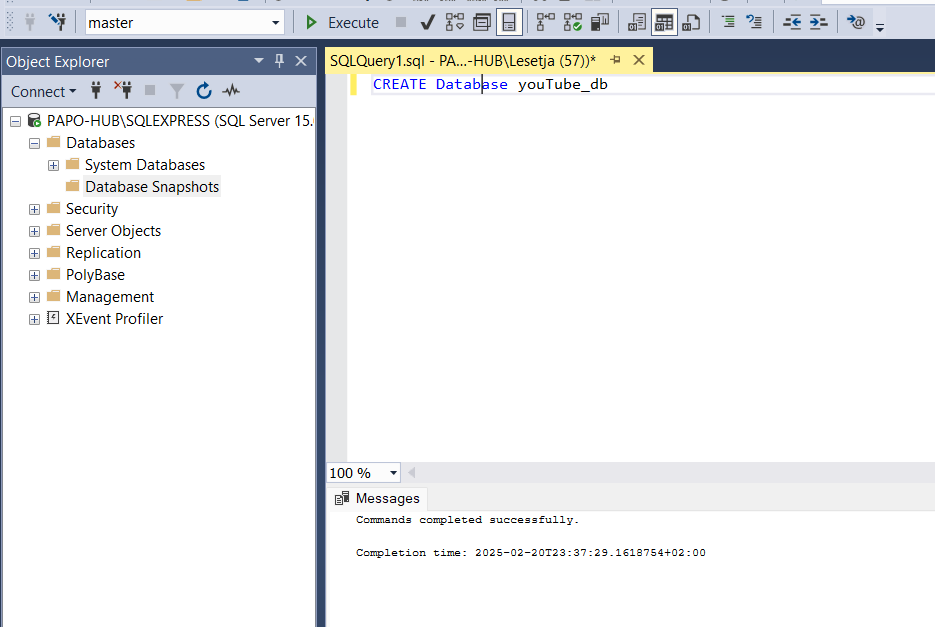 master
Execute
Object Explorer
Connect
PAPO-HUB\SQLEXPRESS (SQL Server 15.
Databases
System Databases
Database Snapshots
Security
Server Objects
Replication
PolyBase
Management
XEvent Profiler
SQLQuery1.sql - PA...-HUB\Lesetja (57))*
CREATE Database youTube_db
100 %
Messages
Commands completed successfully.
Completion time: 2025-02-20T23:37:29.1618754+02:00